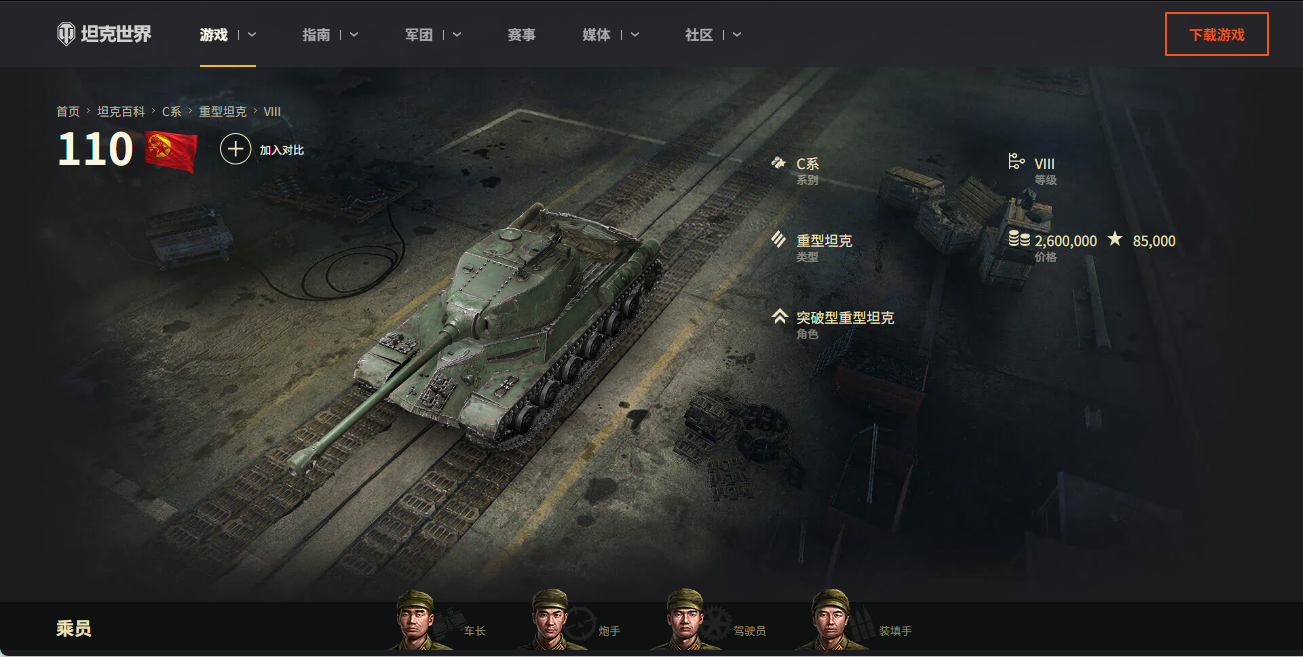 坦克世界 游戏 指南 军团 赛事 媒体 社区 下载游戏
首页 › 坦克百科 › C系 › 重型坦克 › VIII
110 加入对比
C系
系别
VIII
等级
重型坦克
类型
2,600,000 85,000
价格
突破型重型坦克
角色
乘员 车长 炮手 驾驶员 装填手